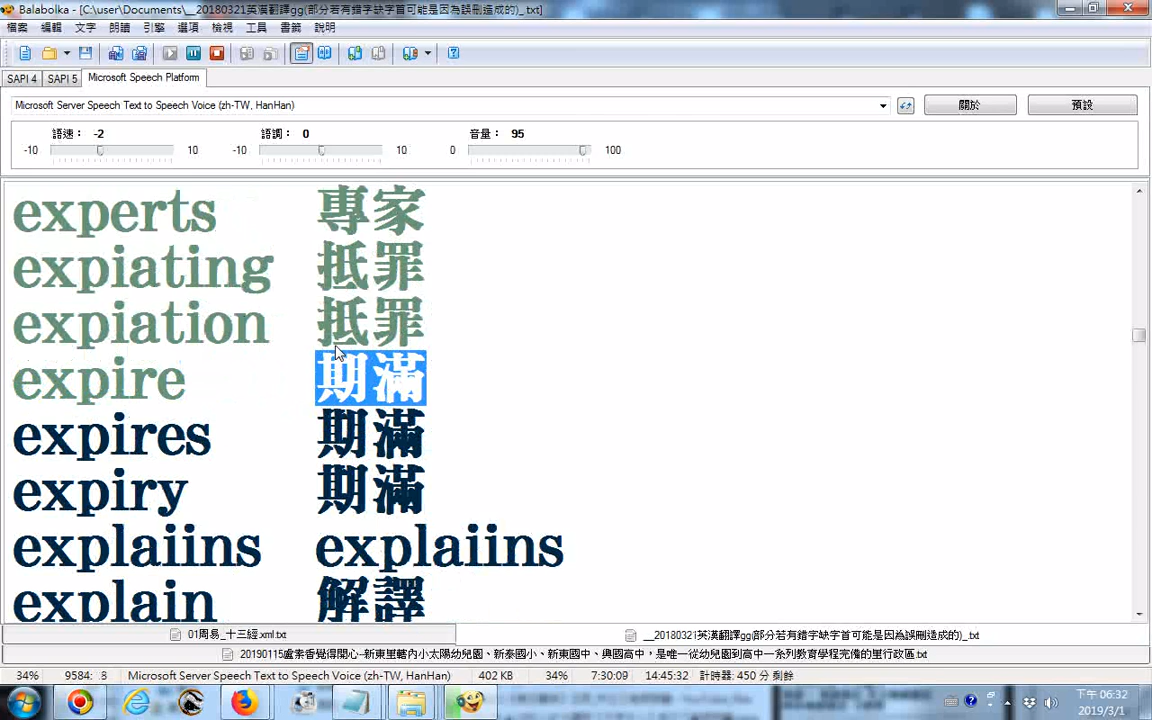 Balabolka - [C:\user\Documents\__20180321英漢翻譯gg(部分若有錯字缺字首可能是因為誤刪造成的)_.txt]
檔案 編輯 文字 朗讀 引擎 選項 檢視 工具 書籤 說明
SAPI 4 SAPI 5 Microsoft Speech Platform
Microsoft Server Speech Text to Speech Voice (zh-TW, HanHan) 關於 預設
語速： -2 語調： 0 音量： 95
-10 10 -10 10 0 100
experts 專家
expiating 抵罪
expiation 抵罪
expire 期滿
expires 期滿
expiry 期滿
explaiins explaiins
explain 解譯
01周易_十三經.xml.txt __20180321英漢翻譯gg(部分若有錯字缺字首可能是因為誤刪造成的)_.txt
20190115盧素香覺得開心-新東里轄內小太陽幼兒園、新泰國小、新東國中、興國高中，是唯一從幼兒園到高中一系列教育學程完備的里行政區.txt
34% 9584: 3 Microsoft Server Speech Text to Speech Voice (zh-TW, HanHan) 402 KB 34% 7:30:09 14:45:32 計時器: 450 分 剩餘
下午 06:32
2019/3/1